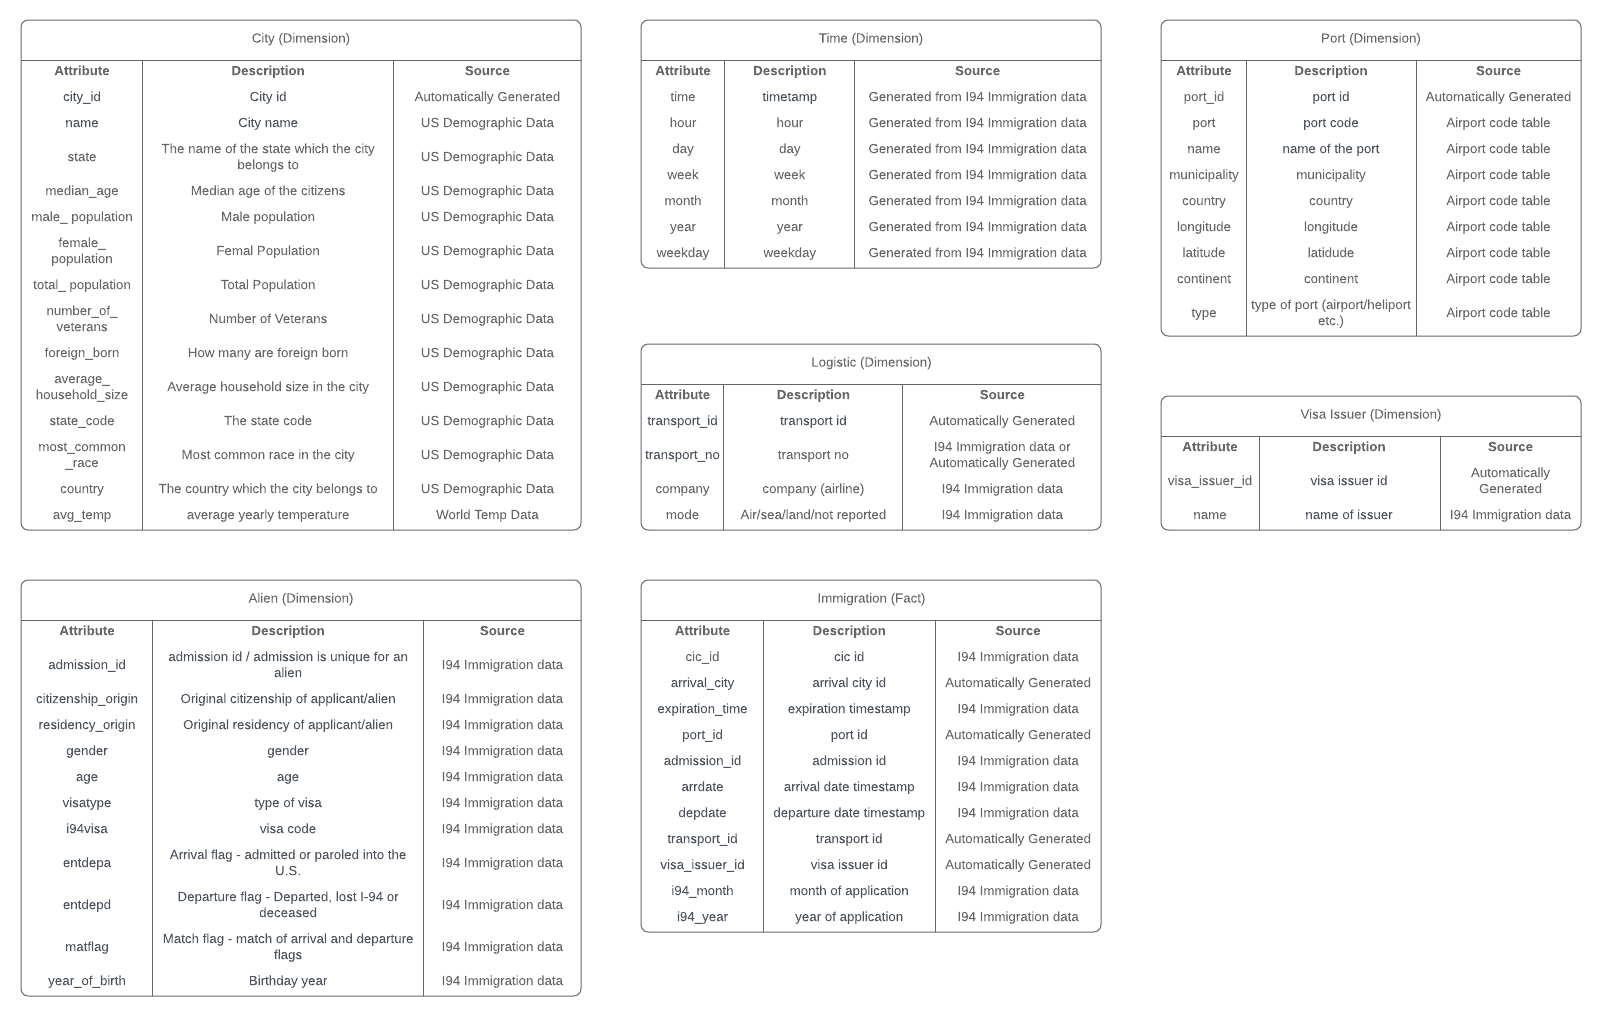 City (Dimension)
Attribute Description Source
city_id City id Automatically Generated
name City name US Demographic Data
state The name of the state which the city belongs to US Demographic Data
median_age Median age of the citizens US Demographic Data
male_ population Male population US Demographic Data
female_ population Femal Population US Demographic Data
total_ population Total Population US Demographic Data
number_of_ veterans Number of Veterans US Demographic Data
foreign_born How many are foreign born US Demographic Data
average_ household_size Average household size in the city US Demographic Data
state_code The state code US Demographic Data
most_common _race Most common race in the city US Demographic Data
country The country which the city belongs to US Demographic Data
avg_temp average yearly temperature World Temp Data
Time (Dimension)
Attribute Description Source
time timetamp Generated from I94 Immigration data
hour hour Generated from I94 Immigration data
day day Generated from I94 Immigration data
week week Generated from I94 Immigration data
month month Generated from I94 Immigration data
year year Generated from I94 Immigration data
weekday weekday Generated from I94 Immigration data
Port (Dimension)
Attribute Description Source
port_id port id Automatically Generated
port port code Airport code table
name name of the port Airport code table
municipality municipality Airport code table
country country Airport code table
longitude longitude Airport code table
latitude latidude Airport code table
continent continent Airport code table
type type of port (airport/heliport etc.) Airport code table
Logistic (Dimension)
Attribute Description Source
transport_id transport id Automatically Generated
transport_no transport no I94 Immigration data or Automatically Generated
company company (airline) I94 Immigration data
mode Air/sea/land/not reported I94 Immigration data
Visa Issuer (Dimension)
Attribute Description Source
visa_issuer_id visa issuer id Automatically Generated
name name of issuer I94 Immigration data
Alien (Dimension)
Attribute Description Source
admission_id admission id / admission is unique for an alien I94 Immigration data
citizenship_origin Original citizenship of applicant/alien I94 Immigration data
residency_origin Original residency of applicant/alien I94 Immigration data
gender gender I94 Immigration data
age age I94 Immigration data
visatype type of visa I94 Immigration data
i94visa visa code I94 Immigration data
entdepa Arrival flag - admitted or paroled into the U.S. I94 Immigration data
entdepd Departure flag - Departed, lost I-94 or deceased I94 Immigration data
matflag Match flag - match of arrival and departure flags I94 Immigration data
year_of_birth Birthday year I94 Immigration data
Immigration (Fact)
Attribute Description Source
cic_id cic id I94 Immigration data
arrival_city arrival city id Automatically Generated
expiration_time expiration timestamp I94 Immigration data
port_id port id Automatically Generated
admission_id admission id I94 Immigration data
arrdate arrival date timestamp I94 Immigration data
depdate departure date timestamp I94 Immigration data
transport_id transport id Automatically Generated
visa_issuer_id visa issuer id Automatically Generated
i94_month month of application I94 Immigration data
i94_year year of application I94 Immigration data